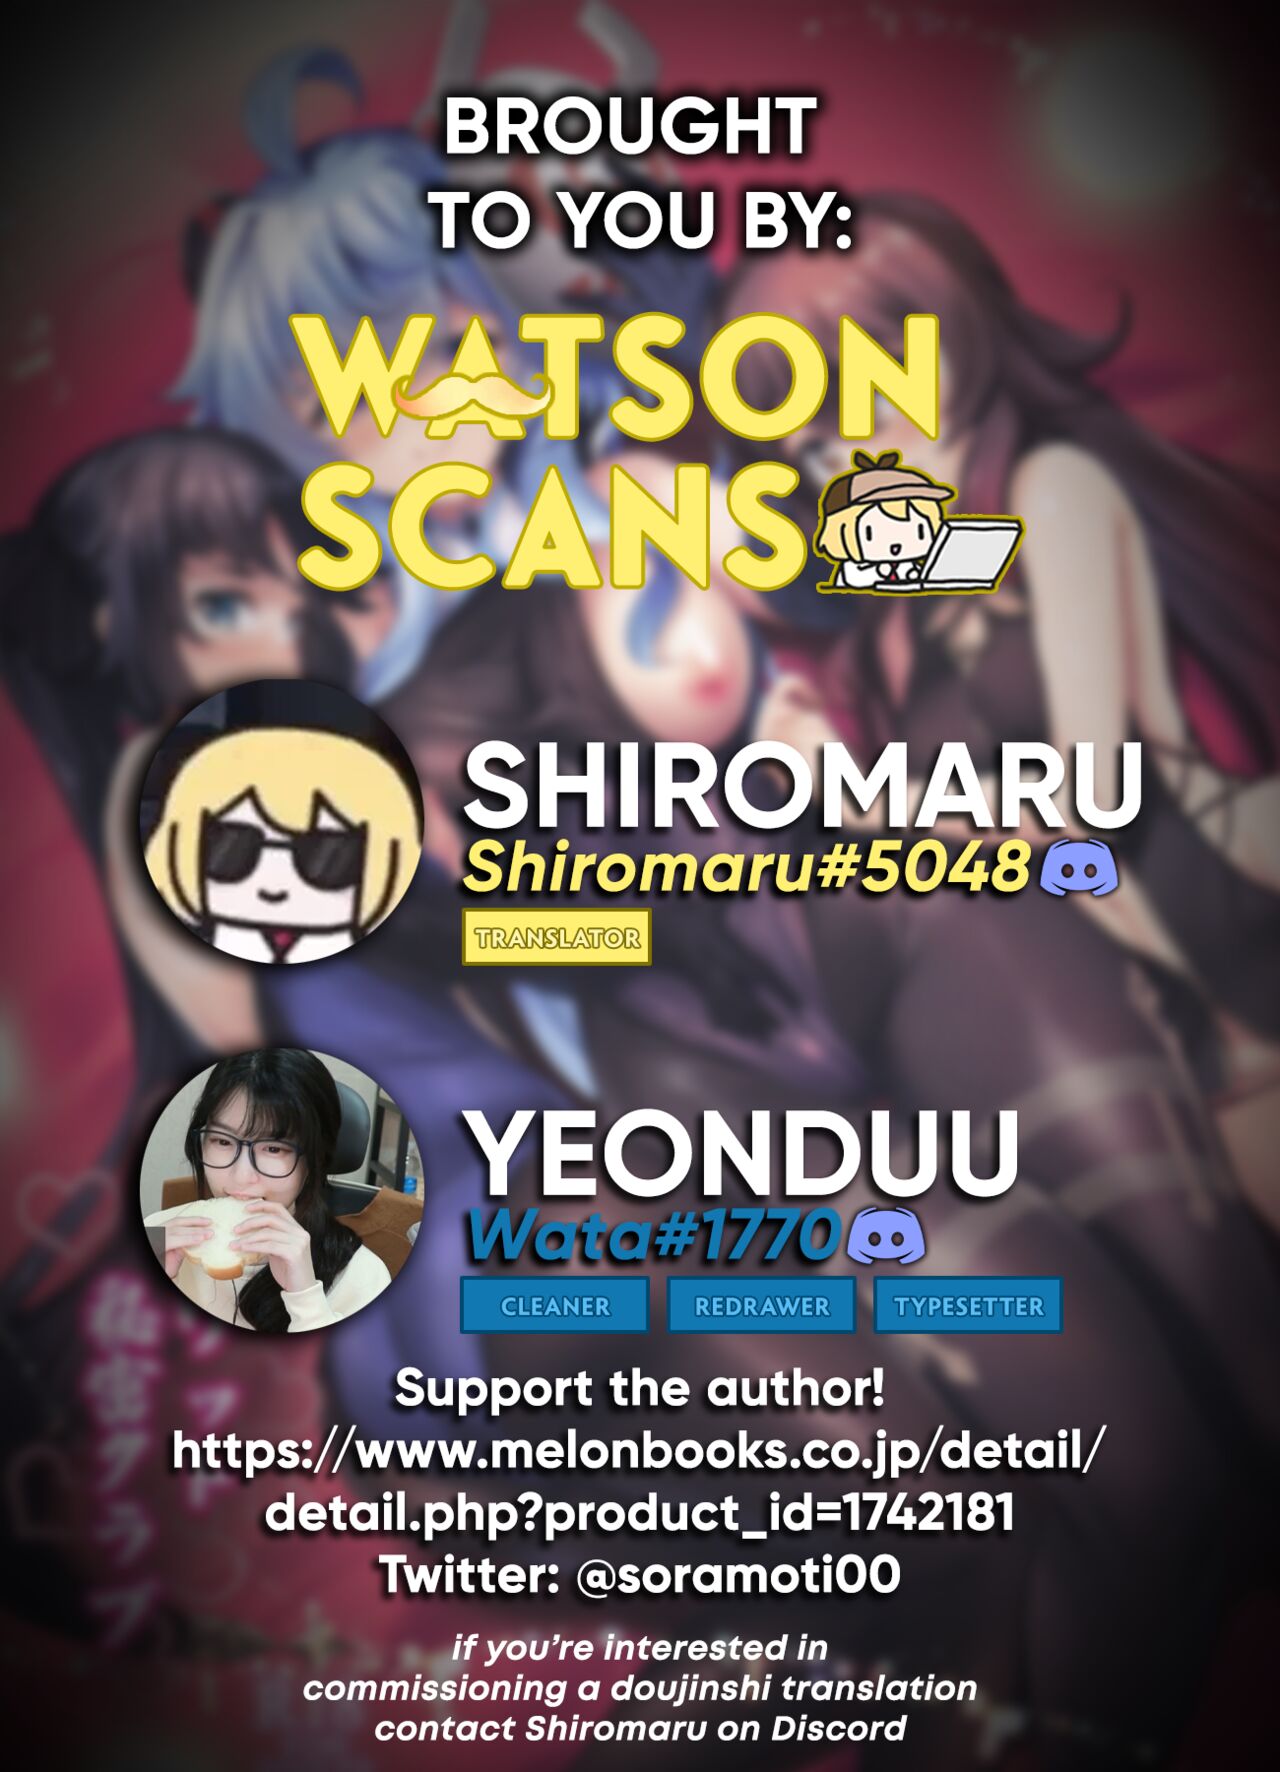 BROUGHT
TO YOU BY:
WATSON
SCANS
SHIROMARU
Shiromaru#5048
TRANSLATOR
YEONDUU
Wata#1770
CLEANER REDRAWER TYPESETTER
Support the author!
https://www.melonbooks.co.jp/detail/
detail.php?product_id=1742181
Twitter: @soramoti00
if you're interested in
commissioning a doujinshi translation
contact Shiromaru on Discord